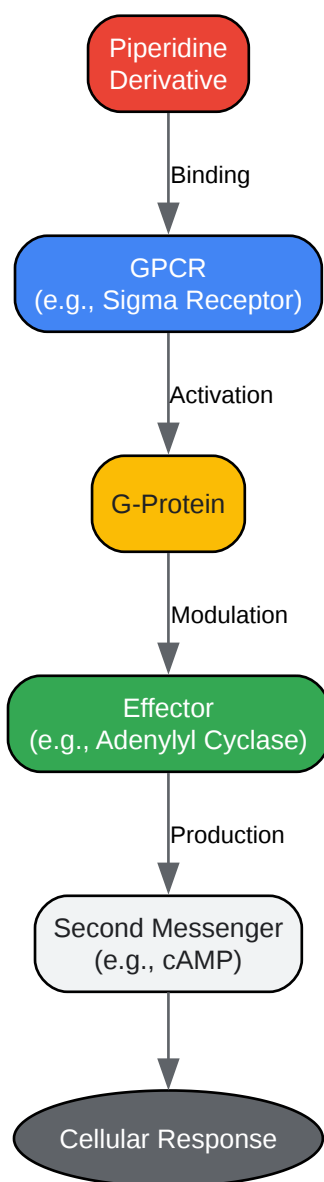 Piperidine
Derivative
Binding
GPCR
(e.g., Sigma Receptor)
Activation
G-Protein
Modulation
Effector
(e.g., Adenylyl Cyclase)
Production
Second Messenger
(e.g., cAMP)
Cellular Response